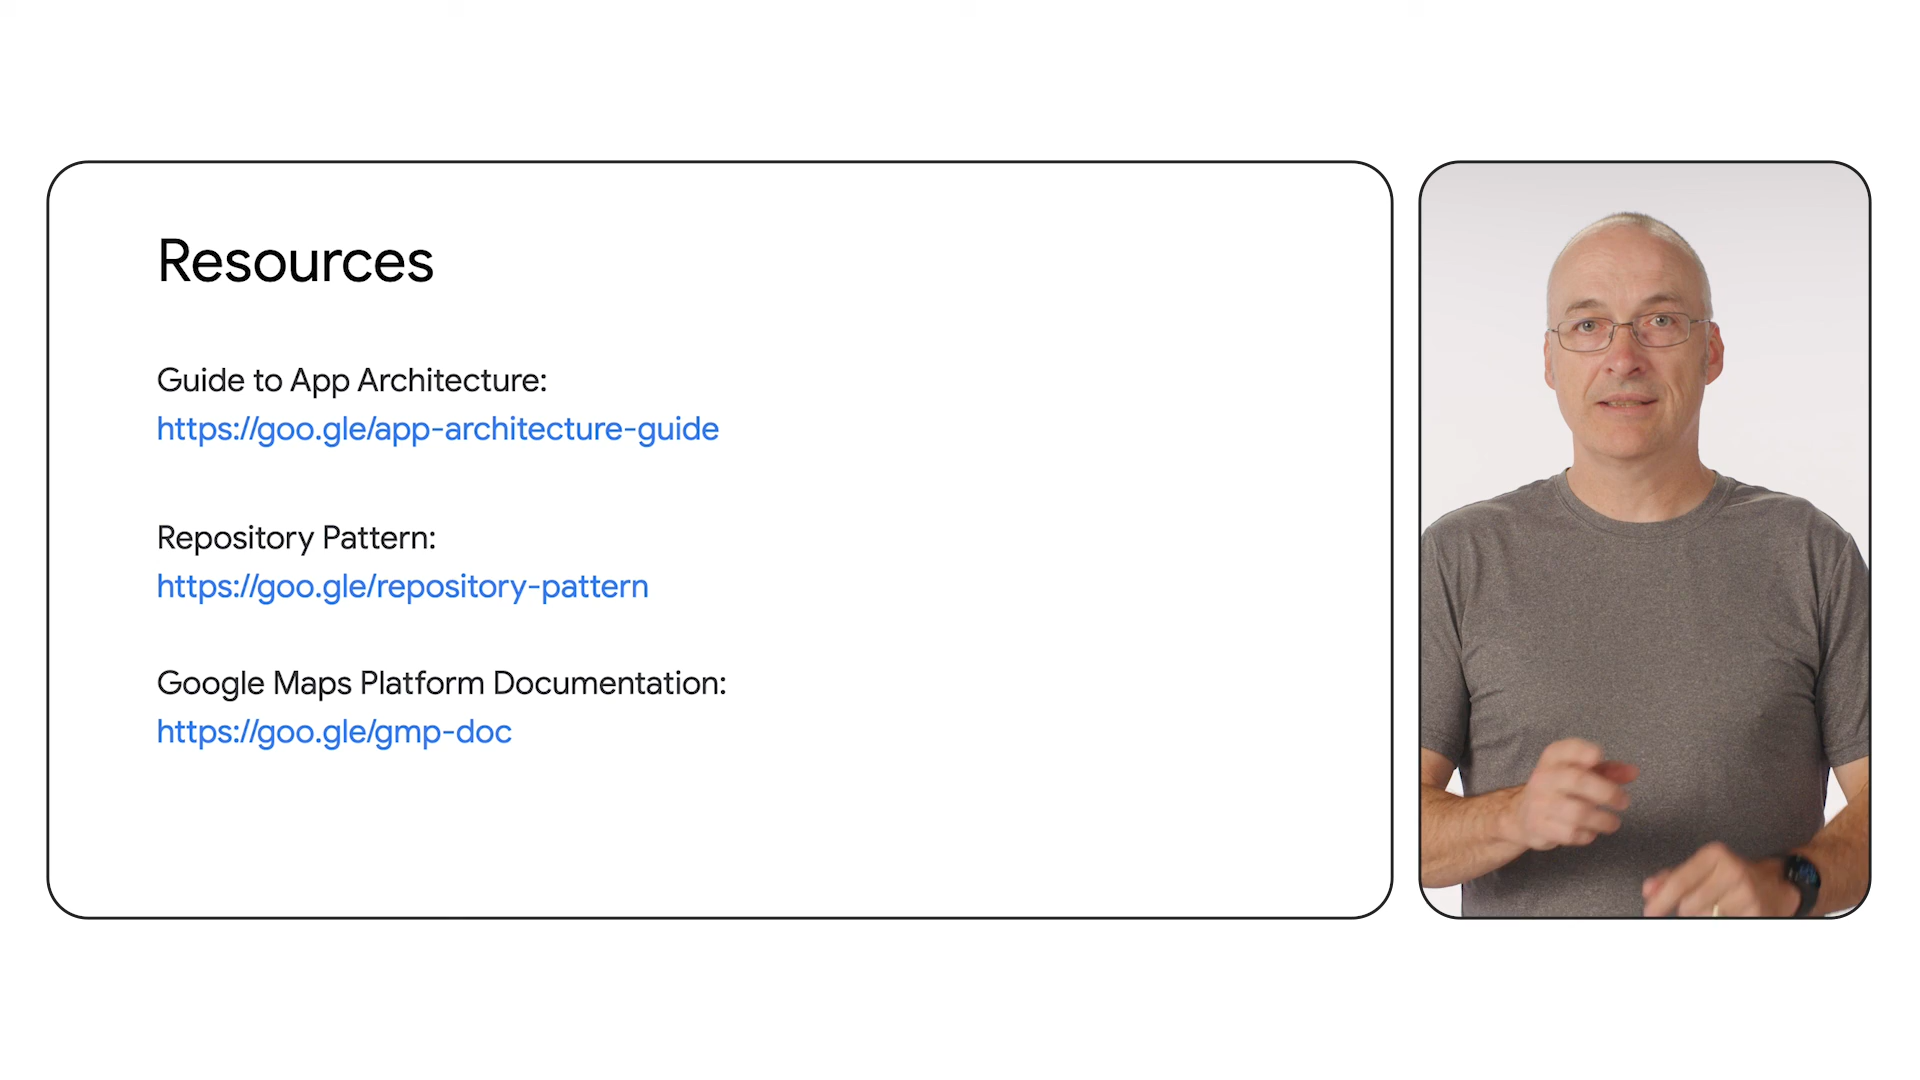 Resources
Guide to App Architecture:
https://goo.gle/app-architecture-guide
Repository Pattern:
https://goo.gle/repository-pattern
Google Maps Platform Documentation:
https://goo.gle/gmp-doc